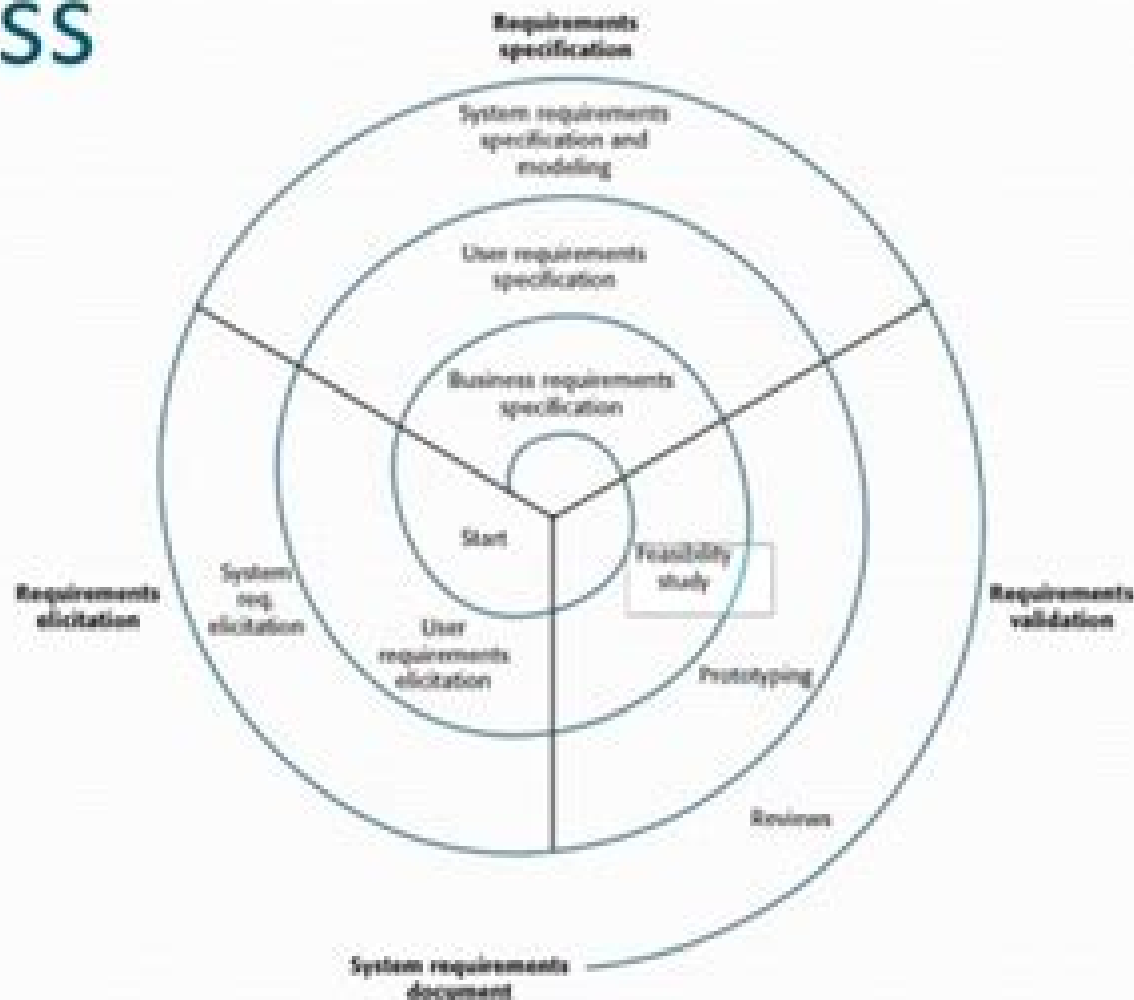 ss
Requirements
specification
System requirements
specification and
modeling
User requirements
specification
Business requirements
specification
Start
Feasibility
study
Requirements
elicitation
System
req.
elicitation
User
requirements
elicitation
Requirements
validation
Prototyping
Reviews
System requirements
document